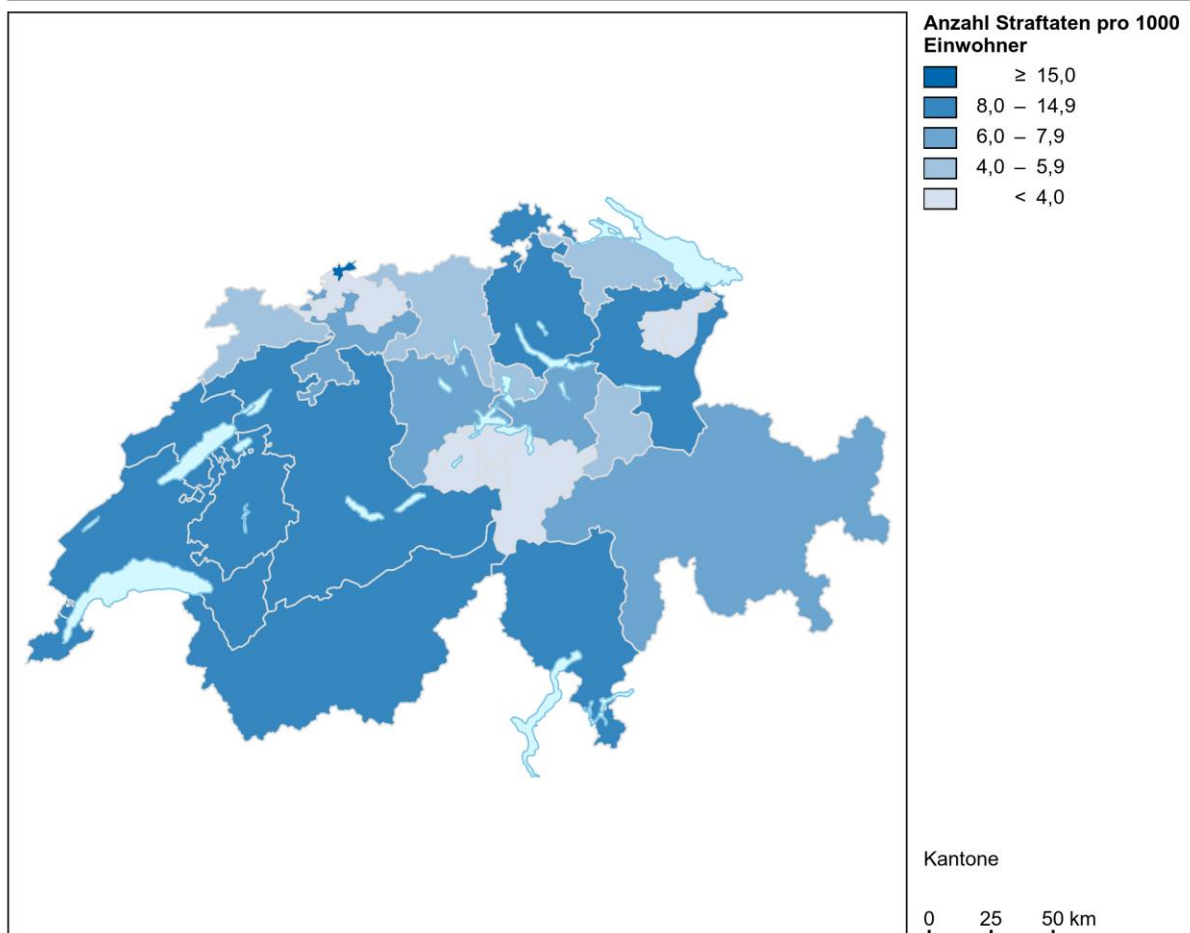 Anzahl Straftaten pro 1000
Einwohner
≥ 15,0
8,0 – 14,9
6,0 – 7,9
4,0 – 5,9
< 4,0
Kantone
0 25 50 km